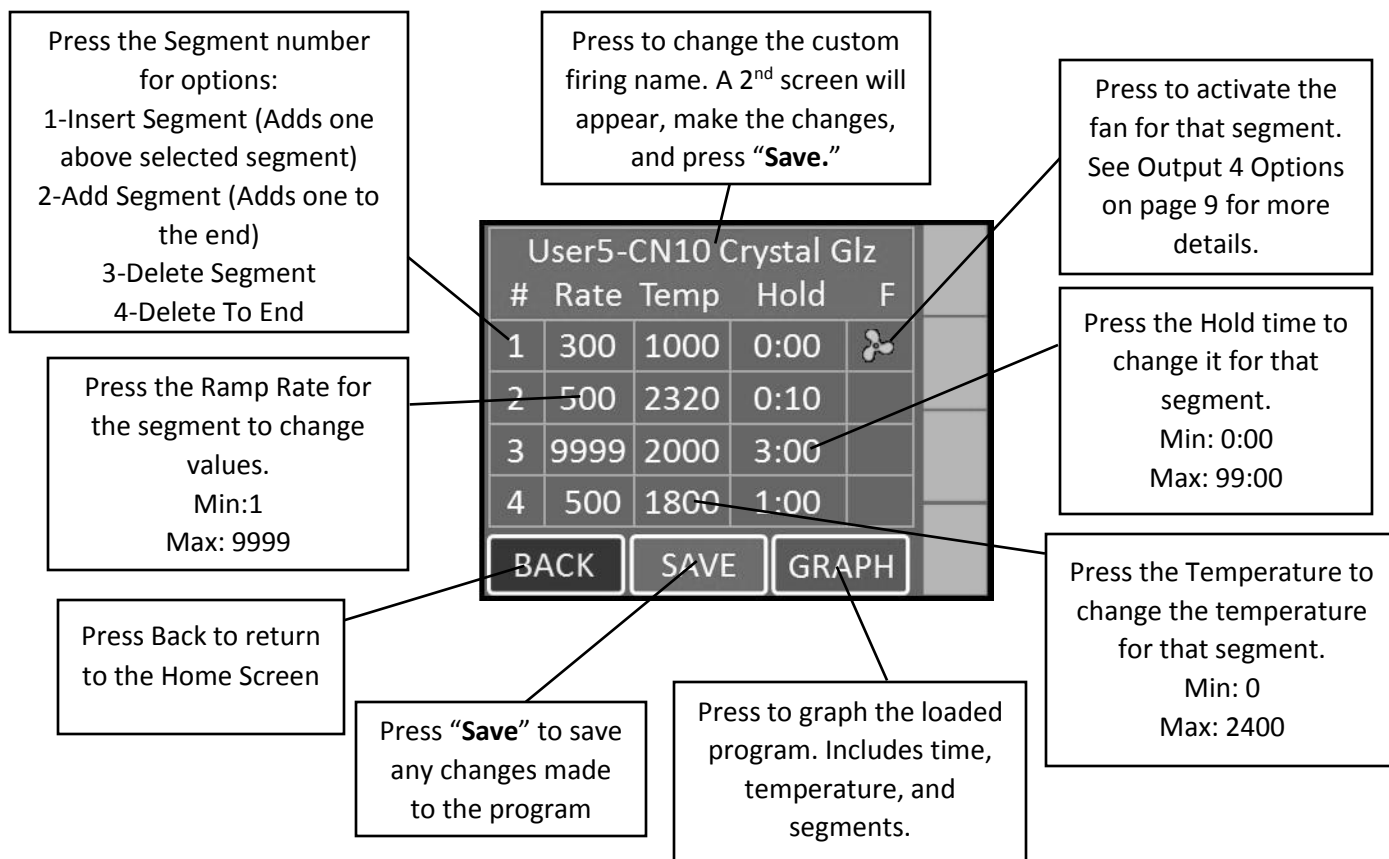 Press the Segment number
for options:
1-Insert Segment (Adds one
above selected segment)
2-Add Segment (Adds one to
the end)
3-Delete Segment
4-Delete To End
Press to change the custom
firing name. A 2nd screen will
appear, make the changes,
and press “Save.”
Press to activate the
fan for that segment.
See Output 4 Options
on page 9 for more
details.
User5-CN10 Crystal Glz
# Rate Temp Hold F
1 300 1000 0:00
2 500 2320 0:10
3 9999 2000 3:00
4 500 1800 1:00
BACK SAVE GRAPH
Press the Ramp Rate for
the segment to change
values.
Min:1
Max: 9999
Press the Hold time to
change it for that
segment.
Min: 0:00
Max: 99:00
Press Back to return
to the Home Screen
Press “Save” to save
any changes made
to the program
Press to graph the loaded
program. Includes time,
temperature, and
segments.
Press the Temperature to
change the temperature
for that segment.
Min: 0
Max: 2400